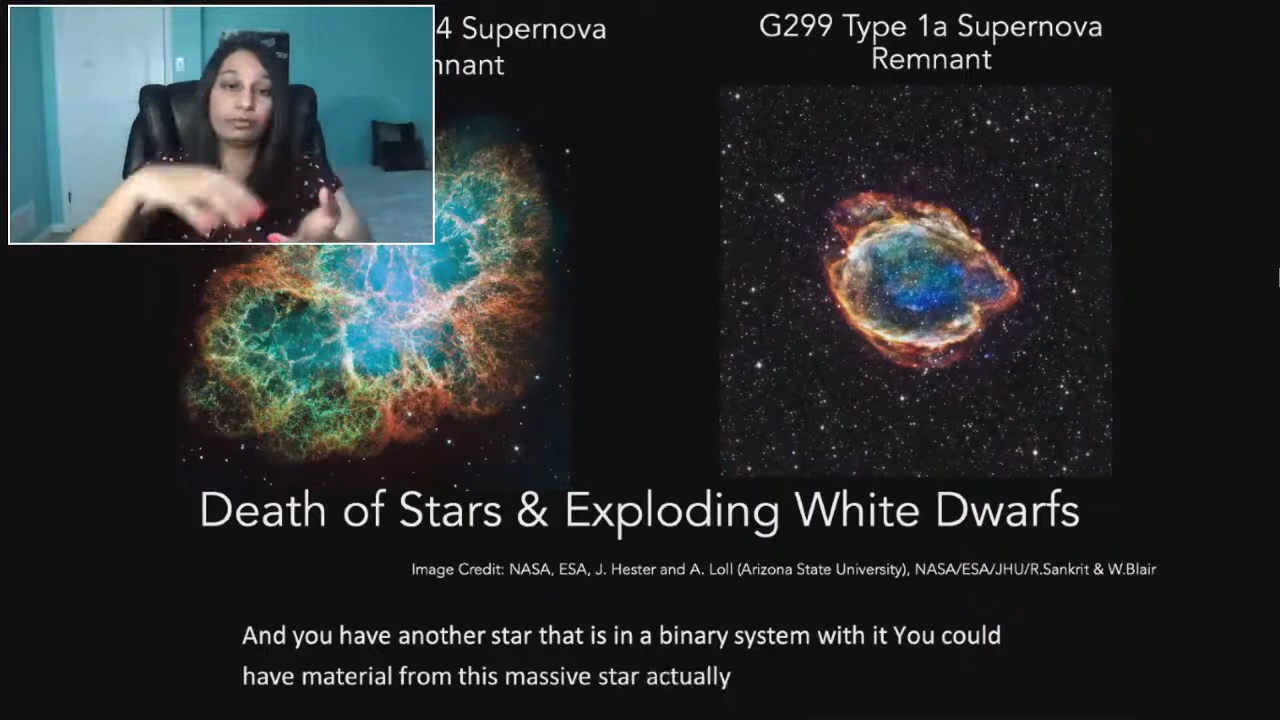 4 Supernova
nnant
G299 Type 1a Supernova
Remnant
Death of Stars & Exploding White Dwarfs
Image Credit: NASA, ESA, J. Hester and A. Loll (Arizona State University), NASA/ESA/JHU/R.Sankrit & W.Blair
And you have another star that is in a binary system with it You could
have material from this massive star actually